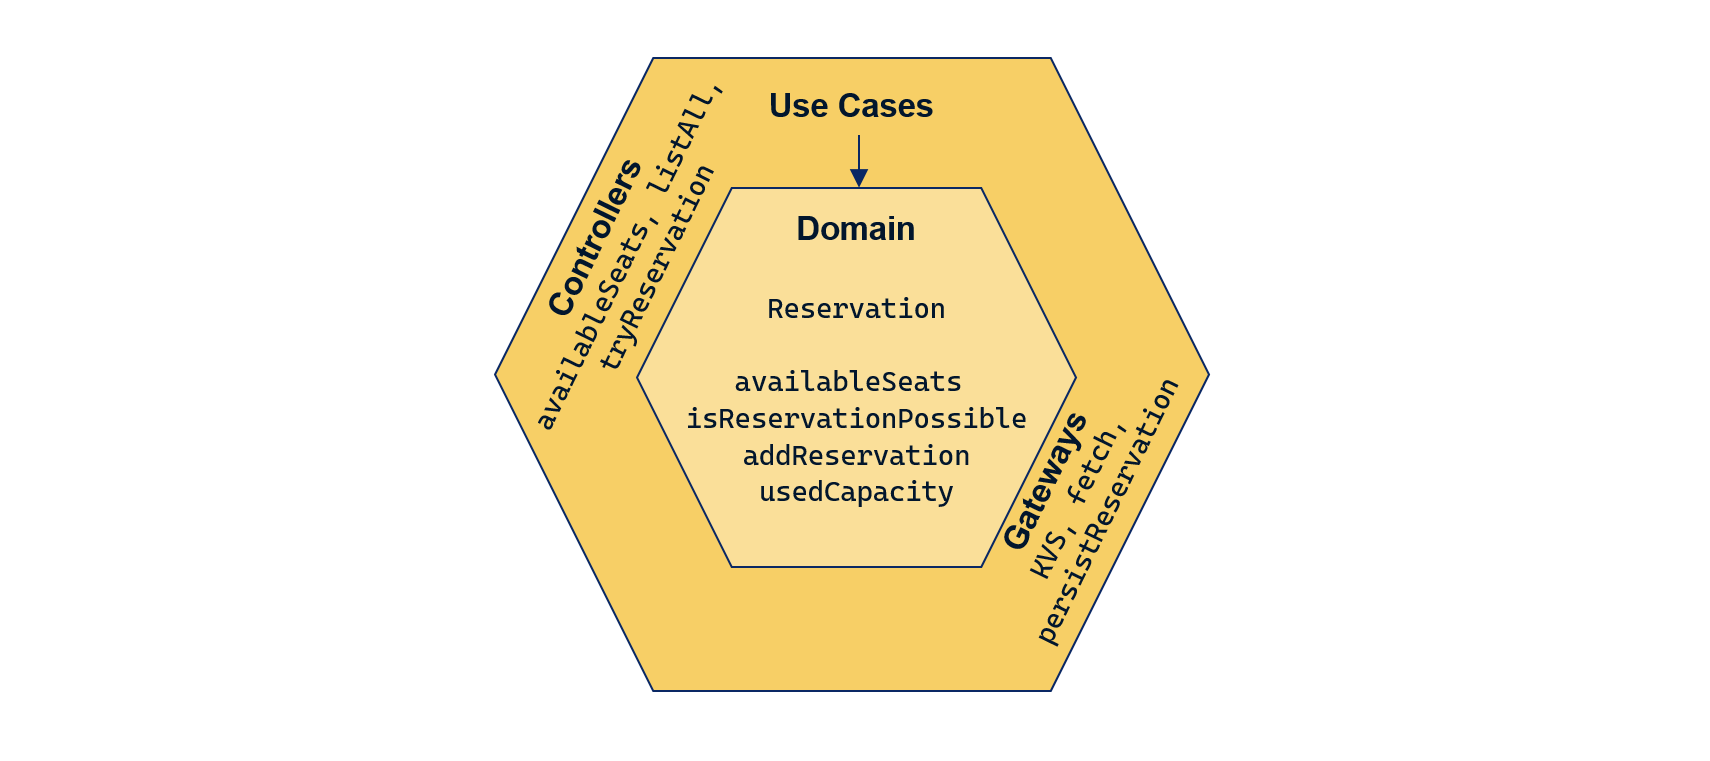 Use Cases
Controllers
availableSeats, listAll,
tryReservation
Domain
Reservation
availableSeats
isReservationPossible
addReservation
usedCapacity
Gateways
KVS, fetch,
persistReservation